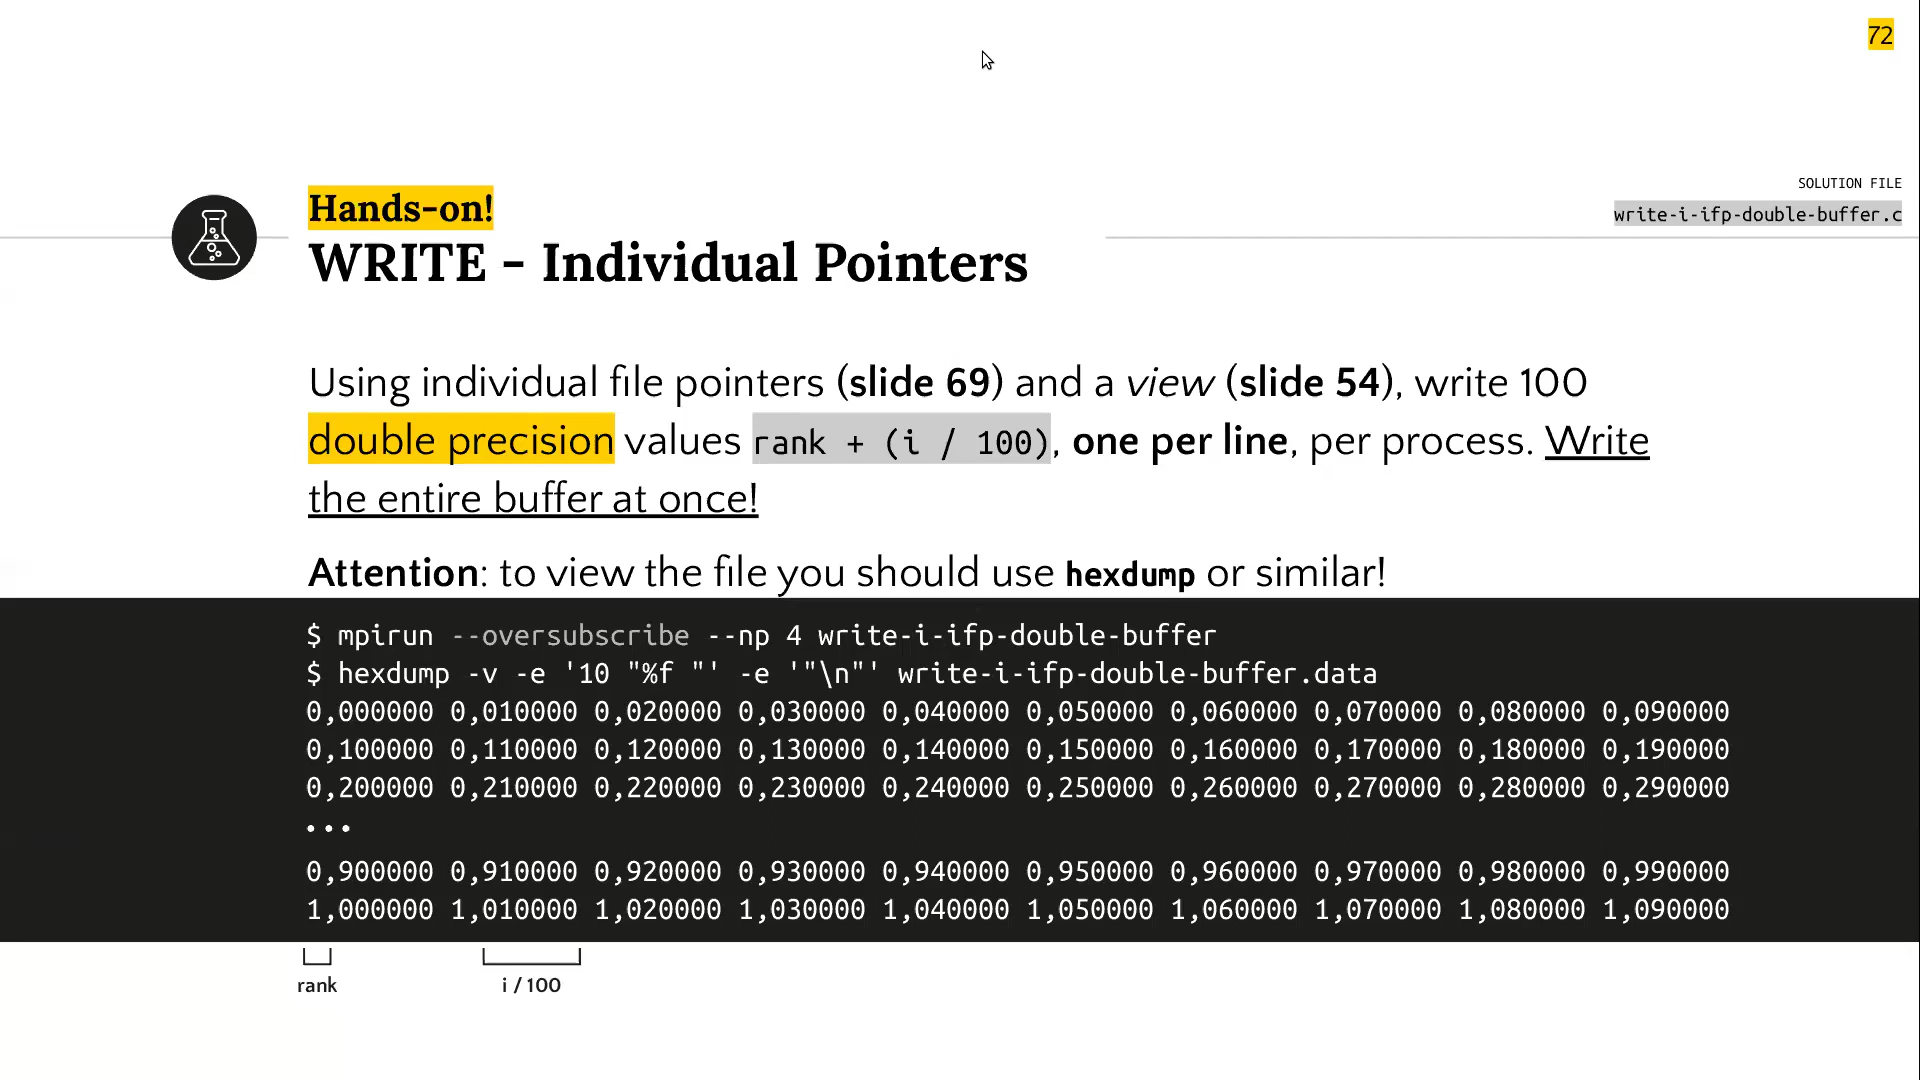 72
SOLUTION FILE
write-i-ifp-double-buffer.c
Hands-on!
WRITE - Individual Pointers
Using individual file pointers (slide 69) and a view (slide 54), write 100
double precision values rank + (i / 100), one per line, per process. Write
the entire buffer at once!
Attention: to view the file you should use hexdump or similar!
$ mpirun --oversubscribe --np 4 write-i-ifp-double-buffer
$ hexdump -v -e '10 "%f "' -e '"\n"' write-i-ifp-double-buffer.data
0,000000 0,010000 0,020000 0,030000 0,040000 0,050000 0,060000 0,070000 0,080000 0,090000
0,100000 0,110000 0,120000 0,130000 0,140000 0,150000 0,160000 0,170000 0,180000 0,190000
0,200000 0,210000 0,220000 0,230000 0,240000 0,250000 0,260000 0,270000 0,280000 0,290000
...
0,900000 0,910000 0,920000 0,930000 0,940000 0,950000 0,960000 0,970000 0,980000 0,990000
1,000000 1,010000 1,020000 1,030000 1,040000 1,050000 1,060000 1,070000 1,080000 1,090000
rank
i / 100